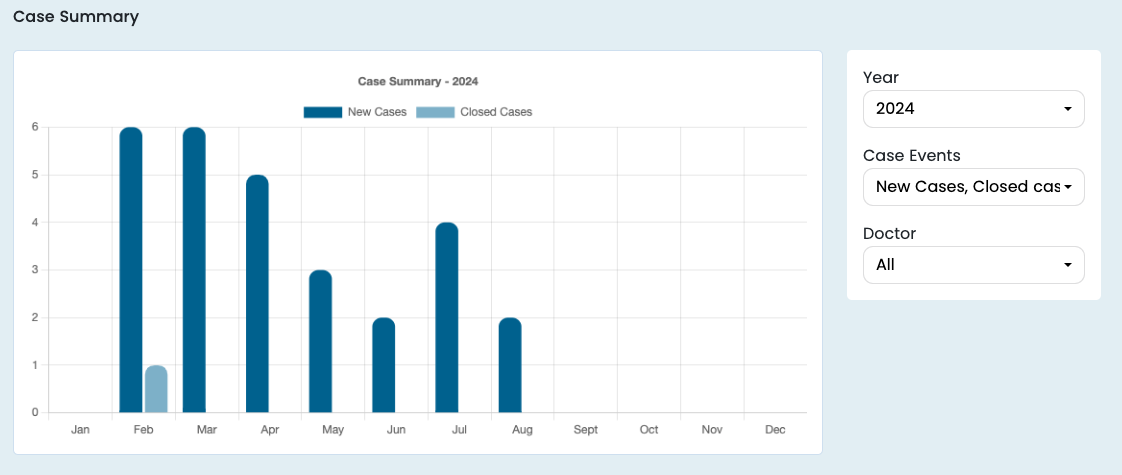 Case Summary
Case Summary - 2024
New Cases Closed Cases
6
5
4
3
2
1
0
Jan Feb Mar Apr May Jun Jul Aug Sept Oct Nov Dec
Year
2024
Case Events
New Cases, Closed cas
Doctor
All